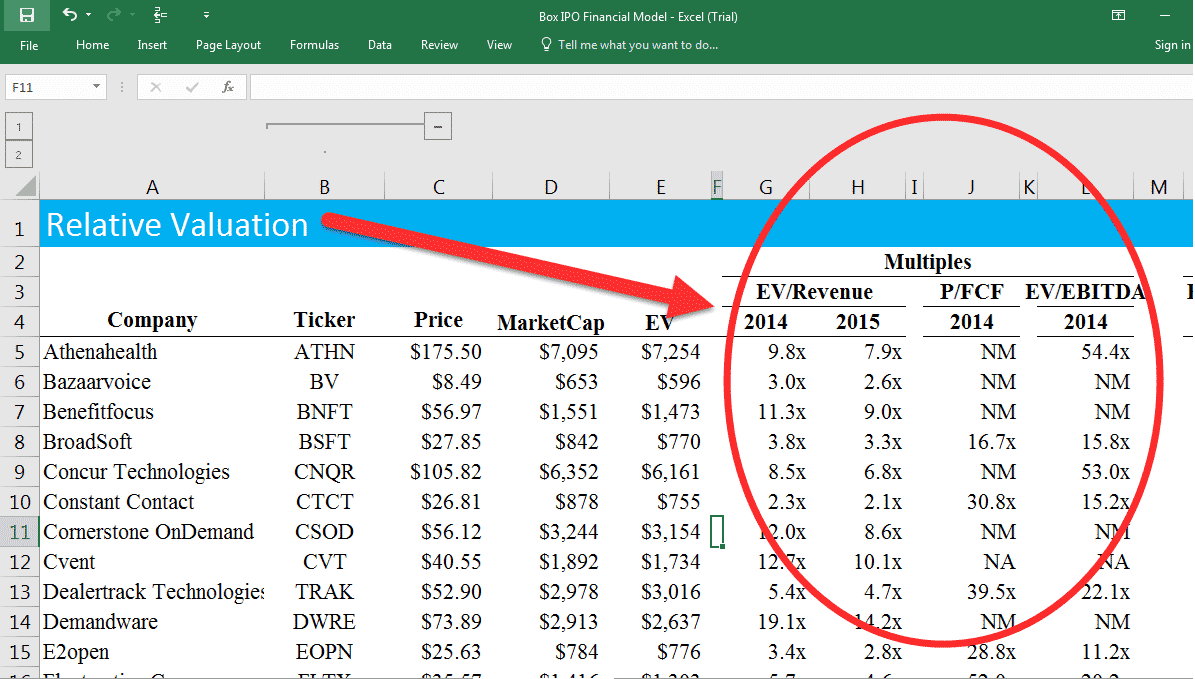 Box IPO Financial Model - Excel (Trial)
File Home Insert Page Layout Formulas Data Review View Tell me what you want to do... Sign in
F11 fx
1
2
A B C D E F G H I J K L M
1 Relative Valuation
2 Multiples
3 EV/Revenue P/FCF EV/EBITDA
4 Company Ticker Price MarketCap EV 2014 2015 2014 2014
5 Athenahealth ATHN $175.50 $7,095 $7,254 9.8x 7.9x NM 54.4x
6 Bazaarvoice BV $8.49 $653 $596 3.0x 2.6x NM NM
7 Benefitfocus BNFT $56.97 $1,551 $1,473 11.3x 9.0x NM NM
8 BroadSoft BSFT $27.85 $842 $770 3.8x 3.3x 16.7x 15.8x
9 Concur Technologies CNQR $105.82 $6,352 $6,161 8.5x 6.8x NM 53.0x
10 Constant Contact CTCT $26.81 $878 $755 2.3x 2.1x 30.8x 15.2x
11 Cornerstone OnDemand CSOD $56.12 $3,244 $3,154 12.0x 8.6x NM NM
12 Cvent CVT $40.55 $1,892 $1,734 12.7x 10.1x NA NA
13 Dealertrack Technologies TRAK $52.90 $2,978 $3,016 5.4x 4.7x 39.5x 22.1x
14 Demandware DWRE $73.89 $2,913 $2,637 19.1x 14.2x NM NM
15 E2open EOPN $25.63 $784 $776 3.4x 2.8x 28.8x 11.2x